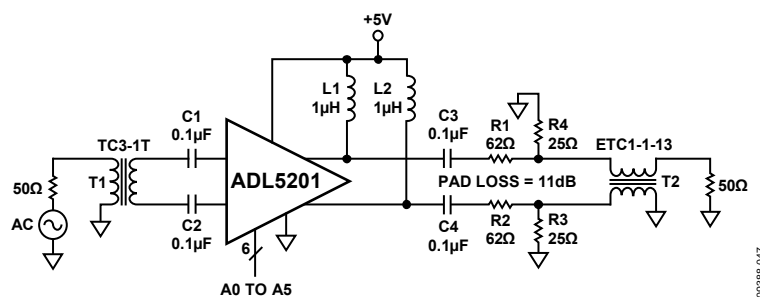 +5V
L1
1µH
L2
1µH
C3
0.1µF
R1
62Ω
R4
25Ω
ETC1-1-13
TC3-1T
C1
0.1µF
50Ω
T1
AC
ADL5201
PAD LOSS = 11dB
T2
50Ω
C2
0.1µF
6
A0 TO A5
C4
0.1µF
R2
62Ω
R3
25Ω
09388-047